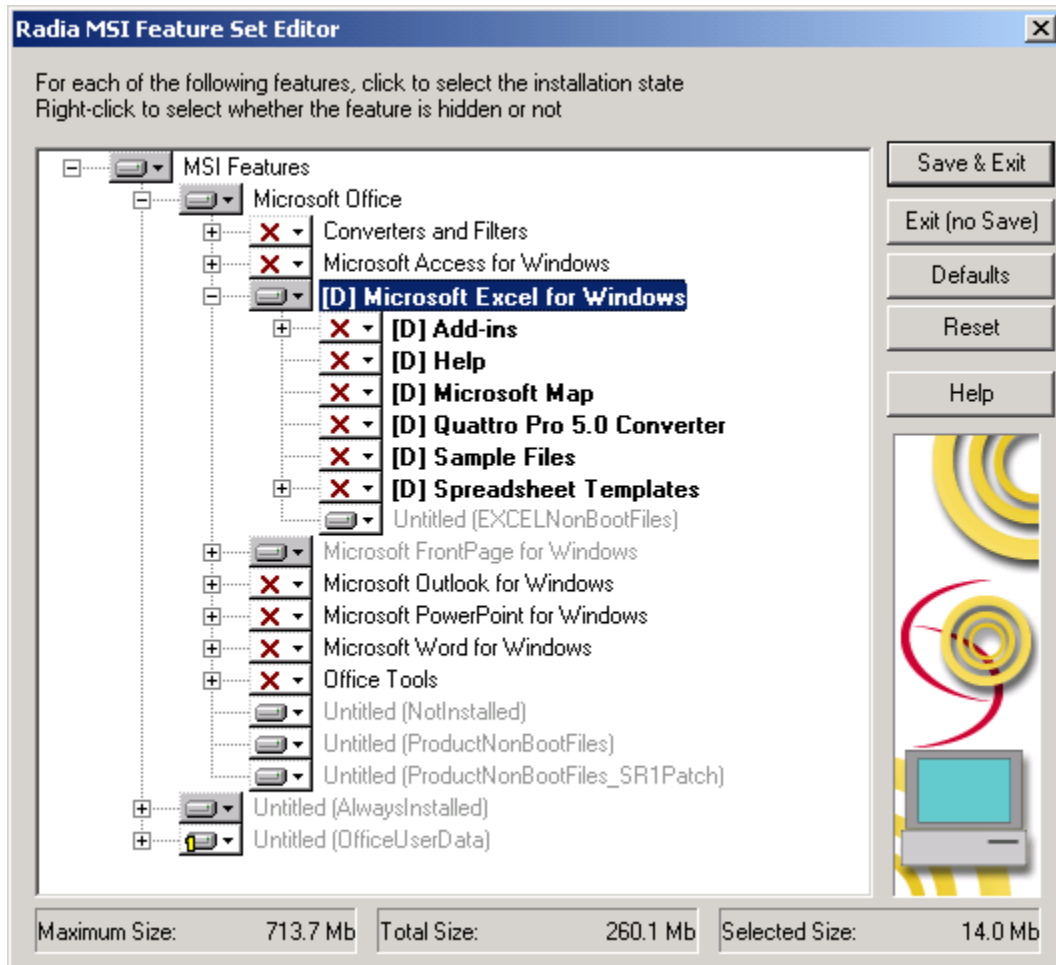 Radia MSI Feature Set Editor
For each of the following features, click to select the installation state
Right-click to select whether the feature is hidden or not
MSI Features
Microsoft Office
Converters and Filters
Microsoft Access for Windows
[D] Microsoft Excel for Windows
[D] Add-ins
[D] Help
[D] Microsoft Map
[D] Quattro Pro 5.0 Converter
[D] Sample Files
[D] Spreadsheet Templates
Untitled (EXCELNonBootFiles)
Microsoft FrontPage for Windows
Microsoft Outlook for Windows
Microsoft PowerPoint for Windows
Microsoft Word for Windows
Office Tools
Untitled (NotInstalled)
Untitled (ProductNonBootFiles)
Untitled (ProductNonBootFiles_SR1Patch)
Untitled (AlwaysInstalled)
1 Untitled (OfficeUserData)
Save & Exit
Exit (no Save)
Defaults
Reset
Help
Maximum Size: 713.7 Mb Total Size: 260.1 Mb Selected Size: 14.0 Mb